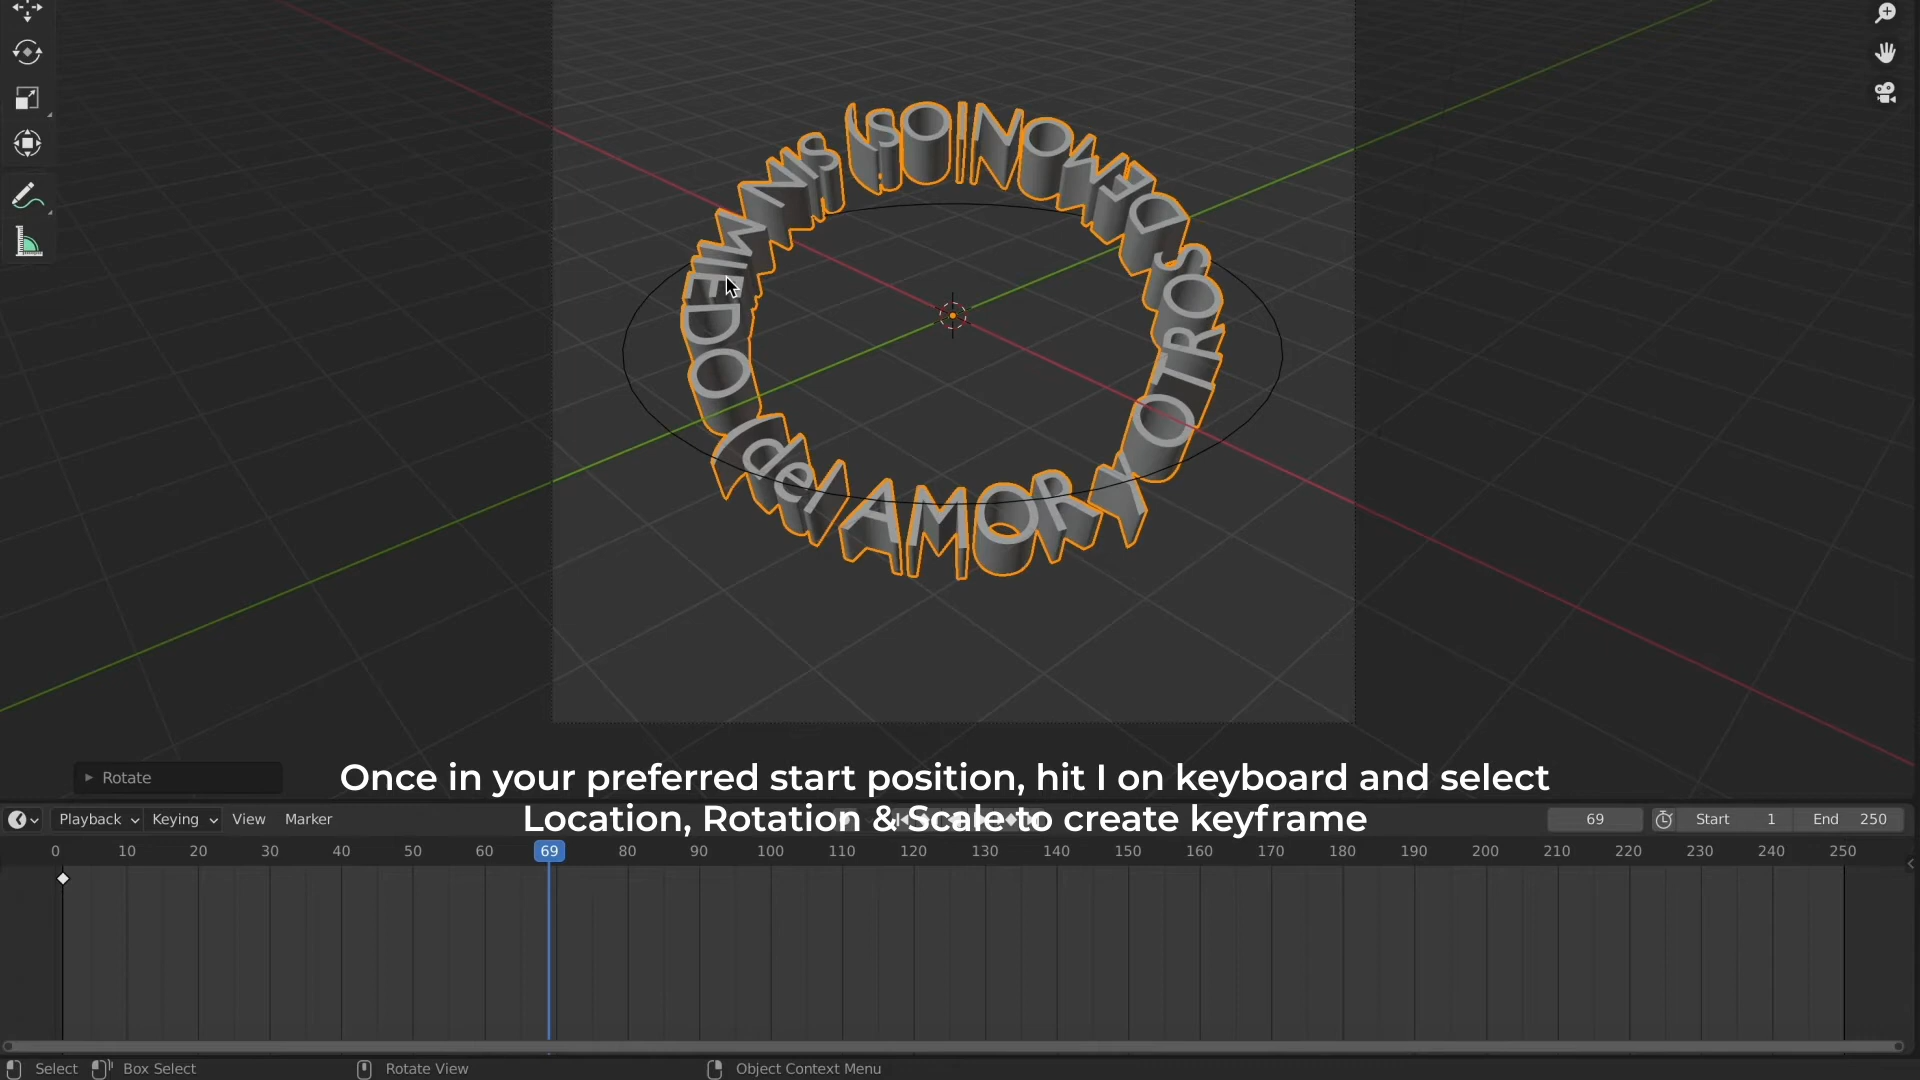 SIN MIEDO (del AMOR Y OTROS DEMONIOS)
Rotate
Once in your preferred start position, hit I on keyboard and select
Location, Rotation & Scale to create keyframe
Playback Keying View Marker 69 Start 1 End 250
0 10 20 30 40 50 60 69 80 90 100 110 120 130 140 150 160 170 180 190 200 210 220 230 240 250
Select Box Select Rotate View Object Context Menu